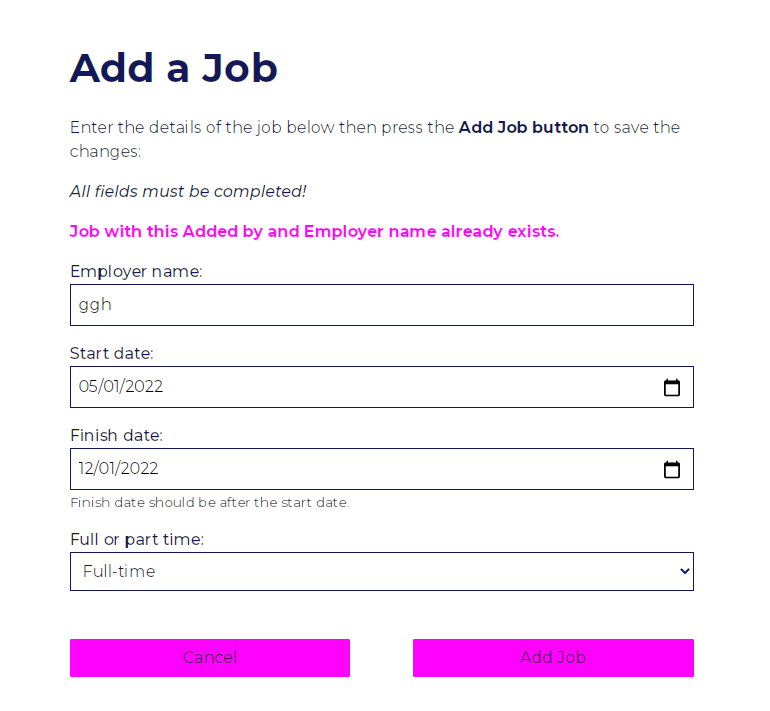 Add a Job
Enter the details of the job below then press the Add Job button to save the
changes:
All fields must be completed!
Job with this Added by and Employer name already exists.
Employer name:
ggh
Start date:
05/01/2022
Finish date:
12/01/2022
Finish date should be after the start date.
Full or part time:
Full-time
Cancel
Add Job